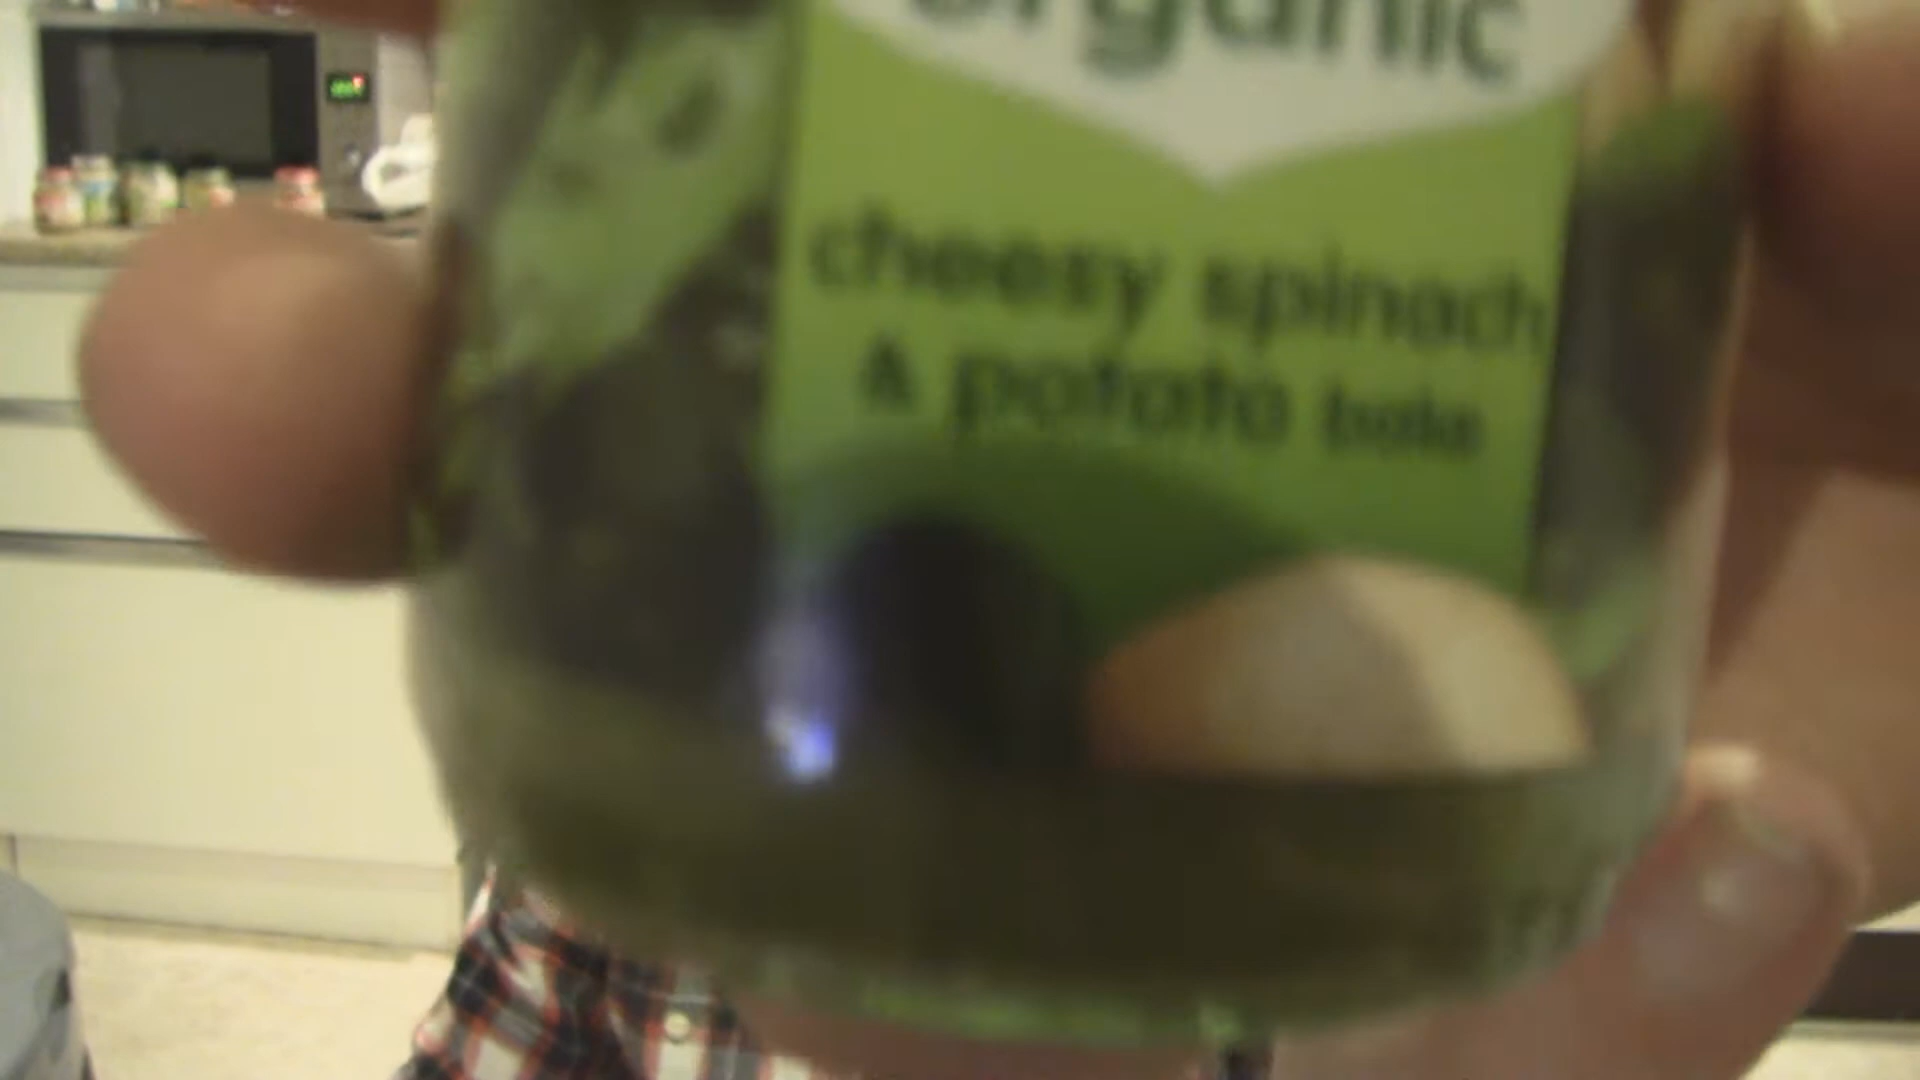 organic
cheesy spinach
& potato bake